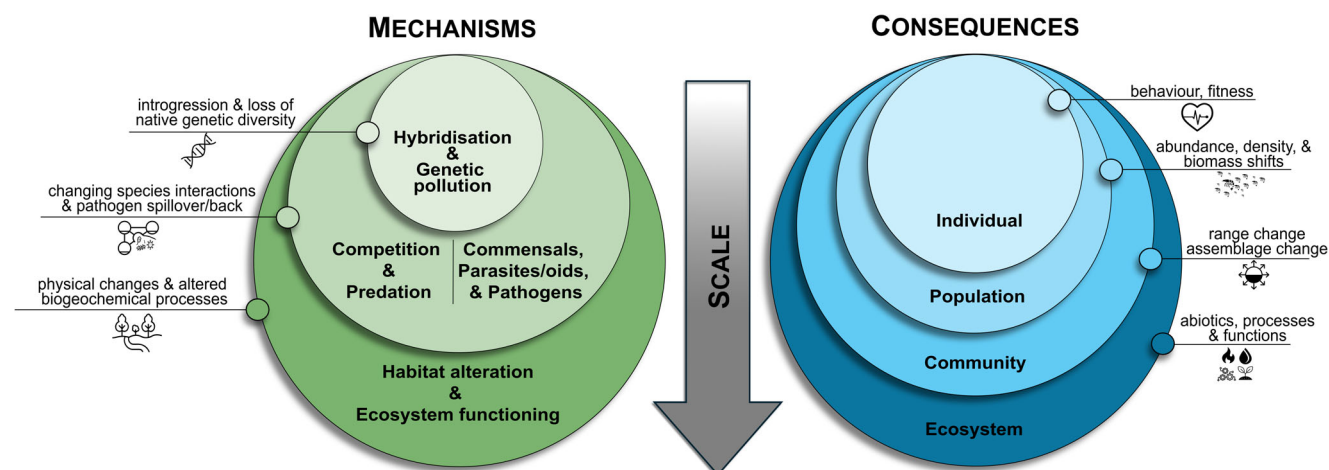 MECHANISMS
introgression & loss of
native genetic diversity
changing species interactions
& pathogen spillover/back
physical changes & altered
biogeochemical processes
Hybridisation
&
Genetic
pollution
Competition
&
Predation
Commensals,
Parasites/oids,
& Pathogens
Habitat alteration
&
Ecosystem functioning
SCALE
CONSEQUENCES
Individual
Population
Community
Ecosystem
behaviour, fitness
abundance, density, &
biomass shifts
range change
assemblage change
abiotics, processes
& functions